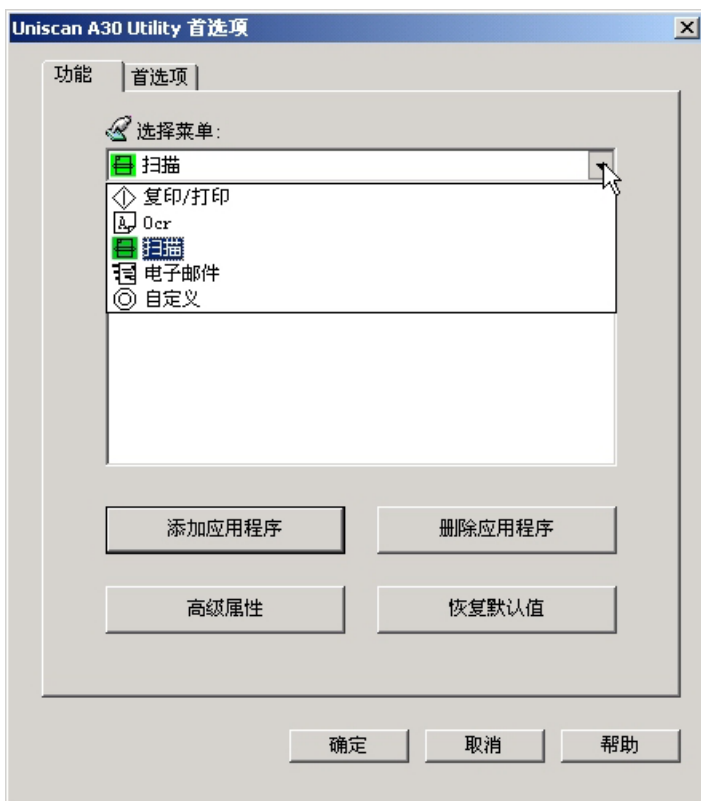 Uniscan A30 Utility 首选项
功能 首选项
选择菜单:
扫描
复印/打印
Ocr
扫描
电子邮件
自定义
添加应用程序 删除应用程序
高级属性 恢复默认值
确定 取消 帮助